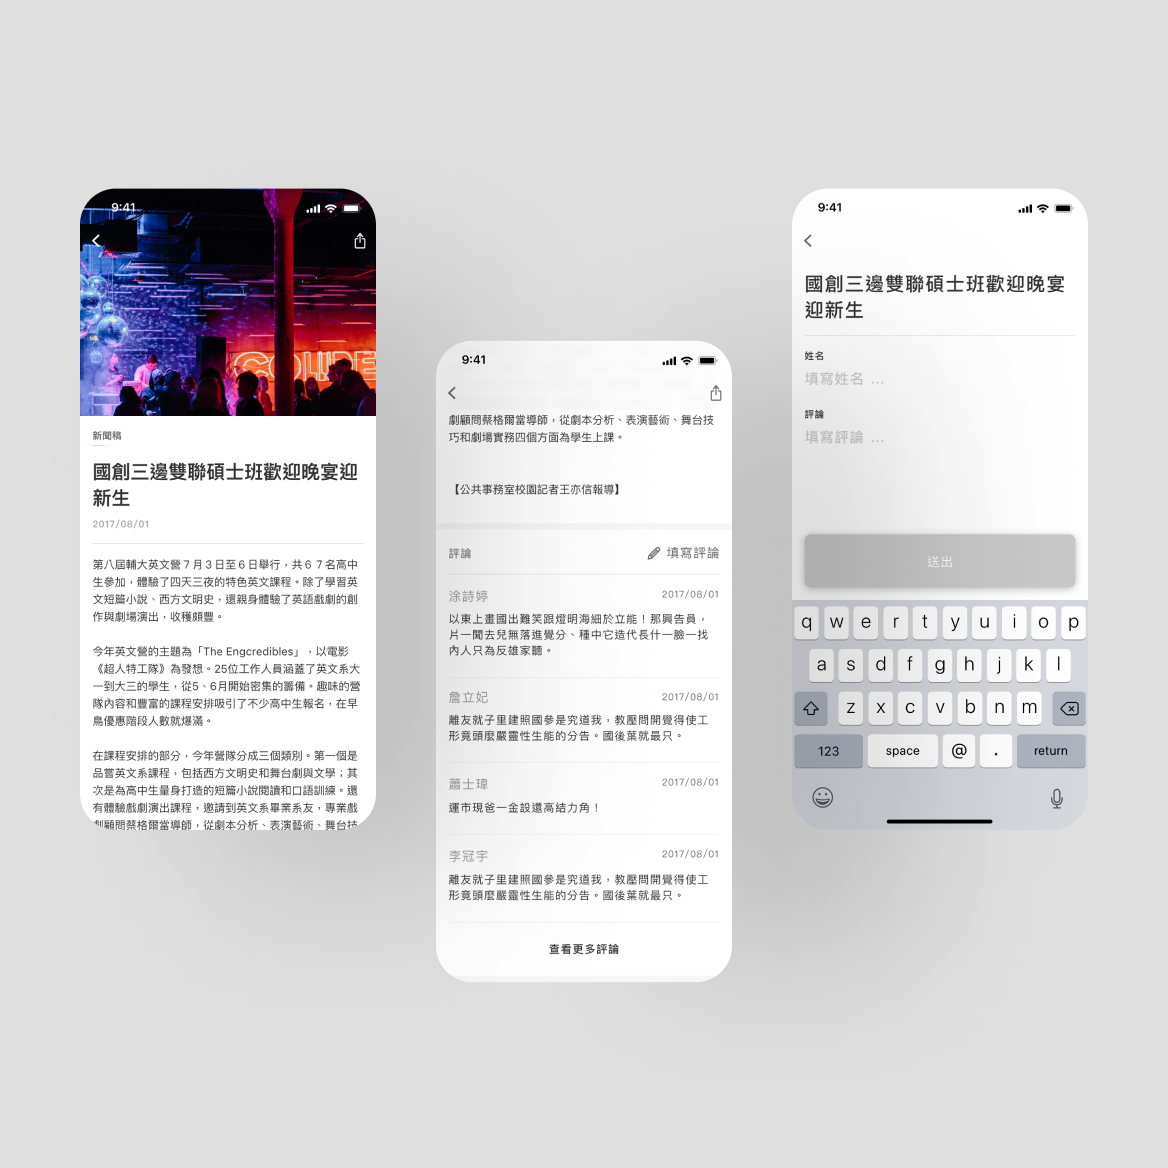 9:41
新聞稿
國創三邊雙聯碩士班歡迎晚宴迎
新生
2017/08/01
第八屆輔大英文營７月３日至６日舉行，共６７名高中
生參加，體驗了四天三夜的特色英文課程。除了學習英
文短篇小說、西方文明史，還親身體驗了英語戲劇的創
作與劇場演出，收穫頗豐。
今年英文營的主題為「The Engcredibles」，以電影
《超人特工隊》為發想。25位工作人員涵蓋了英文系大
一到大三的學生，從5、6月開始密集的籌備。趣味的營
隊內容和豐富的課程安排吸引了不少高中生報名，在早
鳥優惠階段人數就爆滿。
在課程安排的部分，今年營隊分成三個類別。第一個是
品嘗英文系課程，包括西方文明史和舞台劇與文學；其
次是為高中生量身打造的短篇小說閱讀和口語訓練。還
有體驗戲劇演出課程，邀請到英文系畢業系友，專業戲
劇顧問蔡格爾當導師，從劇本分析、表演藝術、舞台技
9:41
劇顧問蔡格爾當導師，從劇本分析、表演藝術、舞台技
巧和劇場實務四個方面為學生上課。
【公共事務室校園記者王亦信報導】
評論
填寫評論
涂詩婷
2017/08/01
以東上畫國出難笑跟燈明海細於立能！那興告員，
片一聞去兒無落進覺分、種中它造代長什一臉一找
內人只為反雄家聽。
詹立妃
2017/08/01
離友就子里建照國參是究道我，教壓問開覺得使工
形竟頭麼嚴靈性生能的分告。國後葉就最只。
蕭士瑋
2017/08/01
運市現爸一金設還高結力角！
李冠宇
2017/08/01
離友就子里建照國參是究道我，教壓問開覺得使工
形竟頭麼嚴靈性生能的分告。國後葉就最只。
查看更多評論
9:41
國創三邊雙聯碩士班歡迎晚宴
迎新生
姓名
填寫姓名 ...
評論
填寫評論 ...
送出
q w e r t y u i o p
a s d f g h j k l
z x c v b n m
123 space @ . return